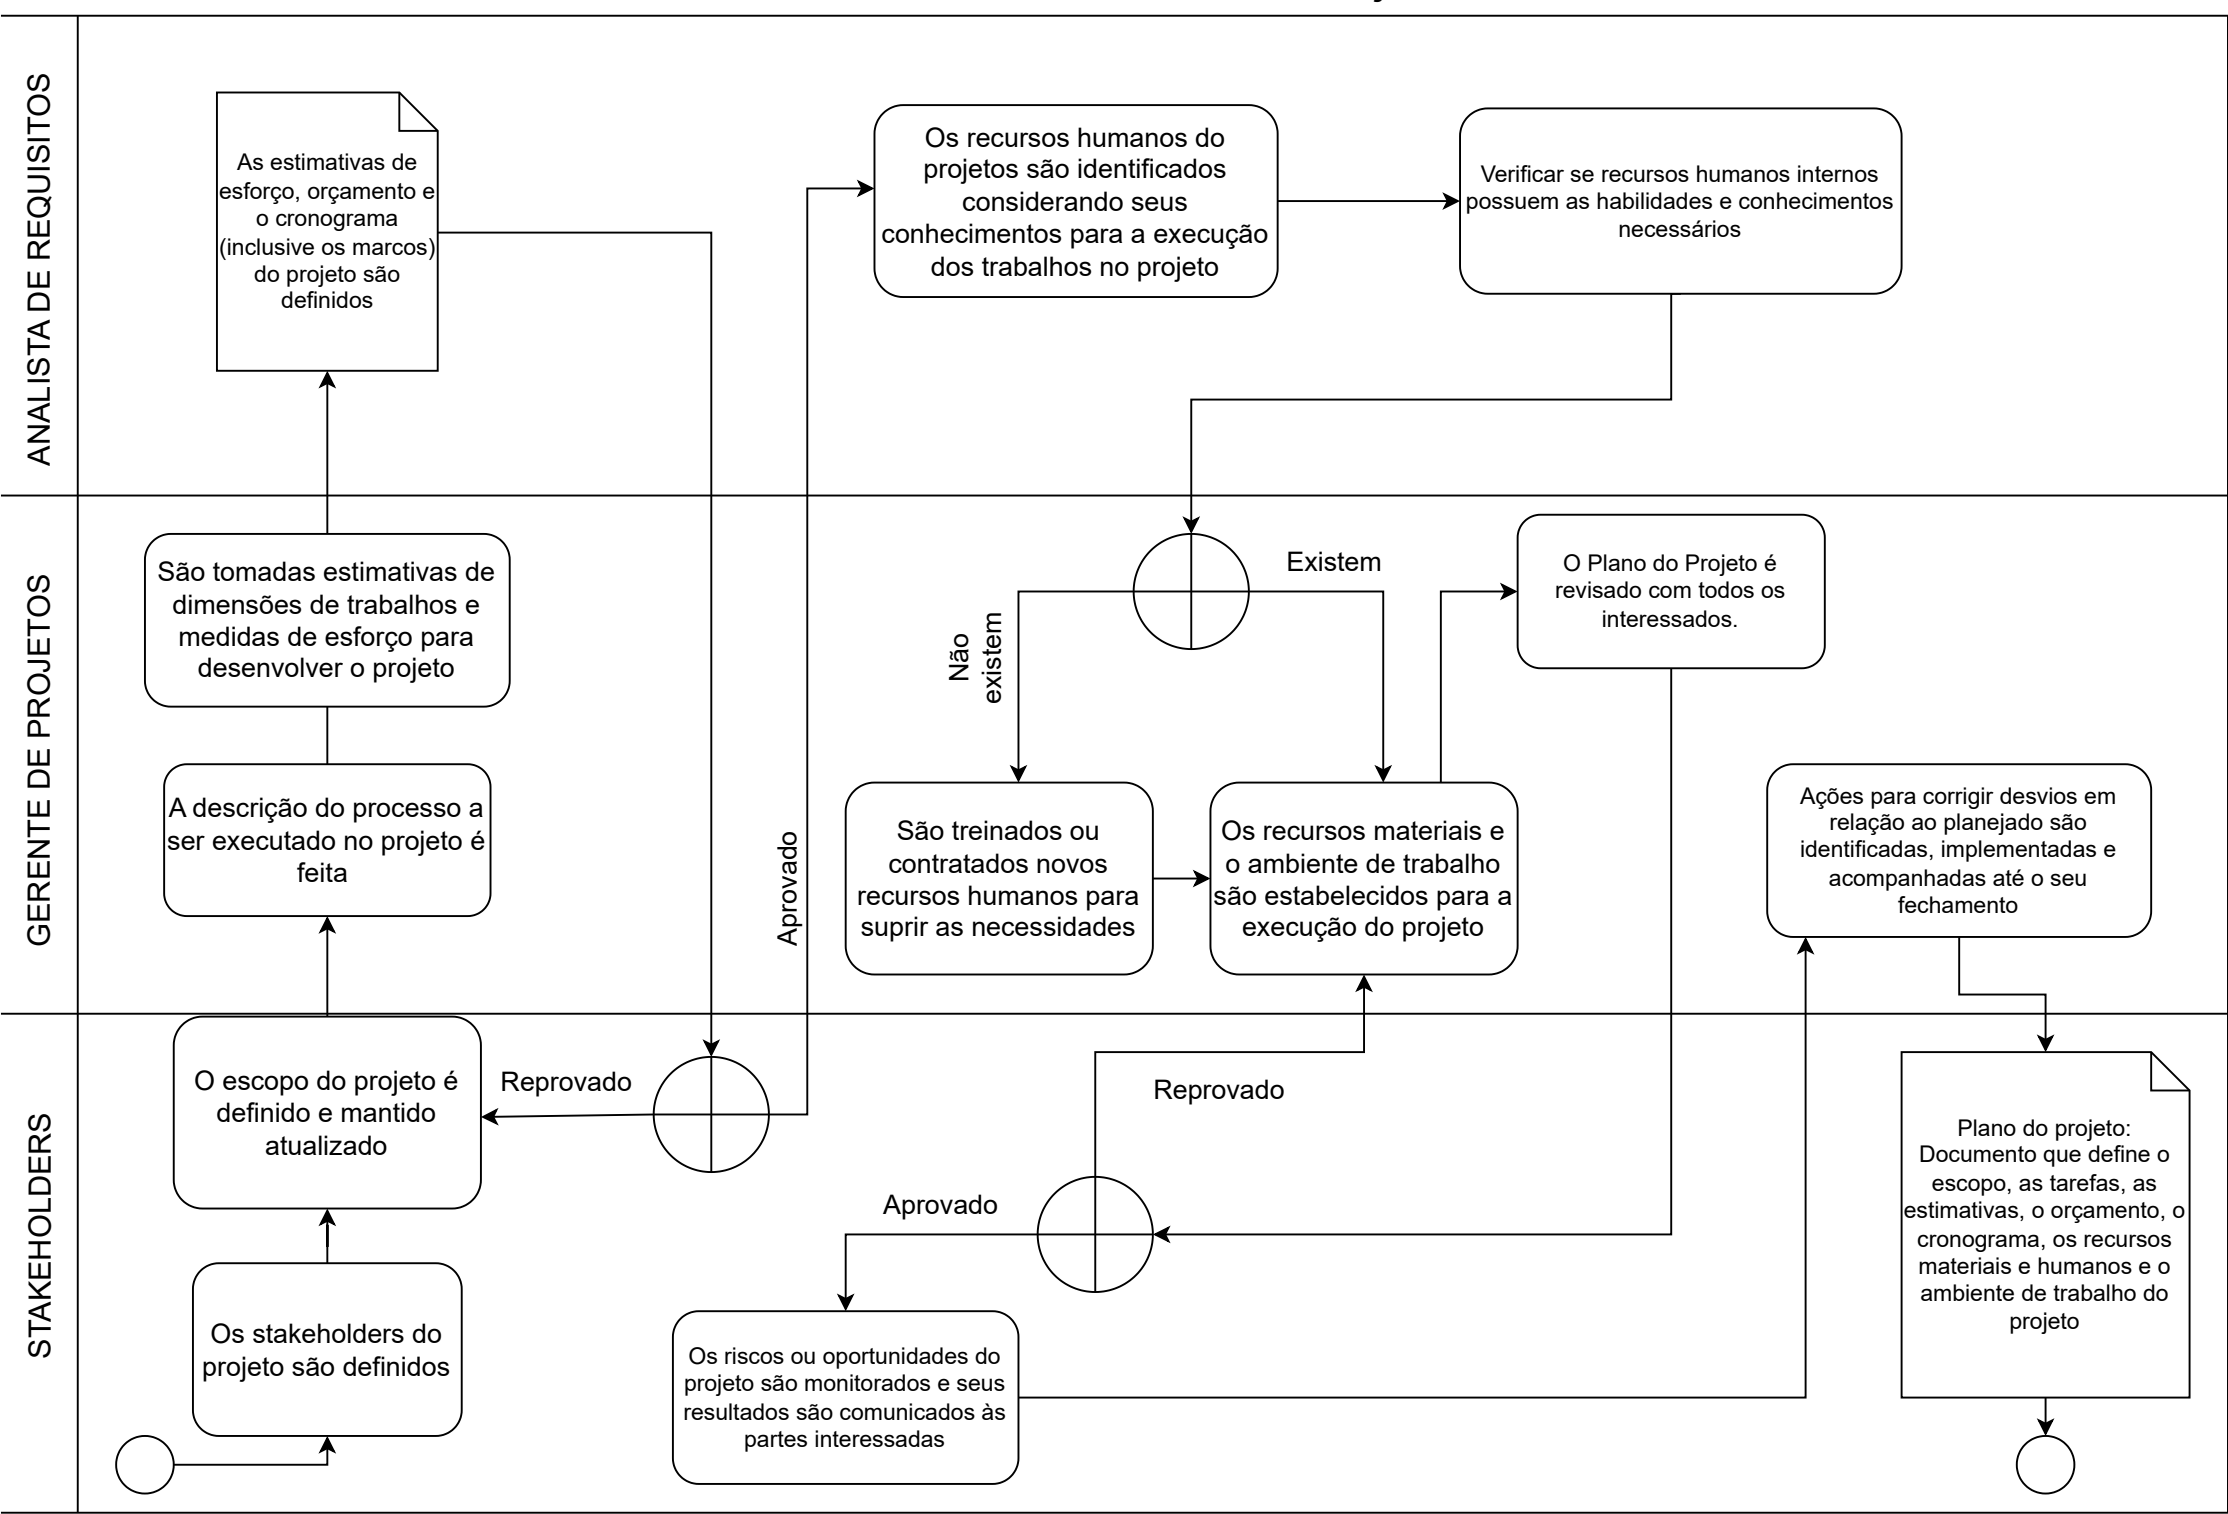 ANALISTA DE REQUISITOS
As estimativas de
esforço, orçamento e
o cronograma
(inclusive os marcos)
do projeto são
definidos
Os recursos humanos do
projetos são identificados
considerando seus
conhecimentos para a execução
dos trabalhos no projeto
Verificar se recursos humanos internos
possuem as habilidades e conhecimentos
necessários
GERENTE DE PROJETOS
São tomadas estimativas de
dimensões de trabalhos e
medidas de esforço para
desenvolver o projeto
A descrição do processo a
ser executado no projeto é
feita
Aprovado
Não
existem
Existem
O Plano do Projeto é
revisado com todos os
interessados.
São treinados ou
contratados novos
recursos humanos para
suprir as necessidades
Os recursos materiais e
o ambiente de trabalho
são estabelecidos para a
execução do projeto
Ações para corrigir desvios em
relação ao planejado são
identificadas, implementadas e
acompanhadas até o seu
fechamento
STAKEHOLDERS
O escopo do projeto é
definido e mantido
atualizado
Reprovado
Os stakeholders do
projeto são definidos
Reprovado
Aprovado
Os riscos ou oportunidades do
projeto são monitorados e seus
resultados são comunicados às
partes interessadas
Plano do projeto:
Documento que define o
escopo, as tarefas, as
estimativas, o orçamento, o
cronograma, os recursos
materiais e humanos e o
ambiente de trabalho do
projeto